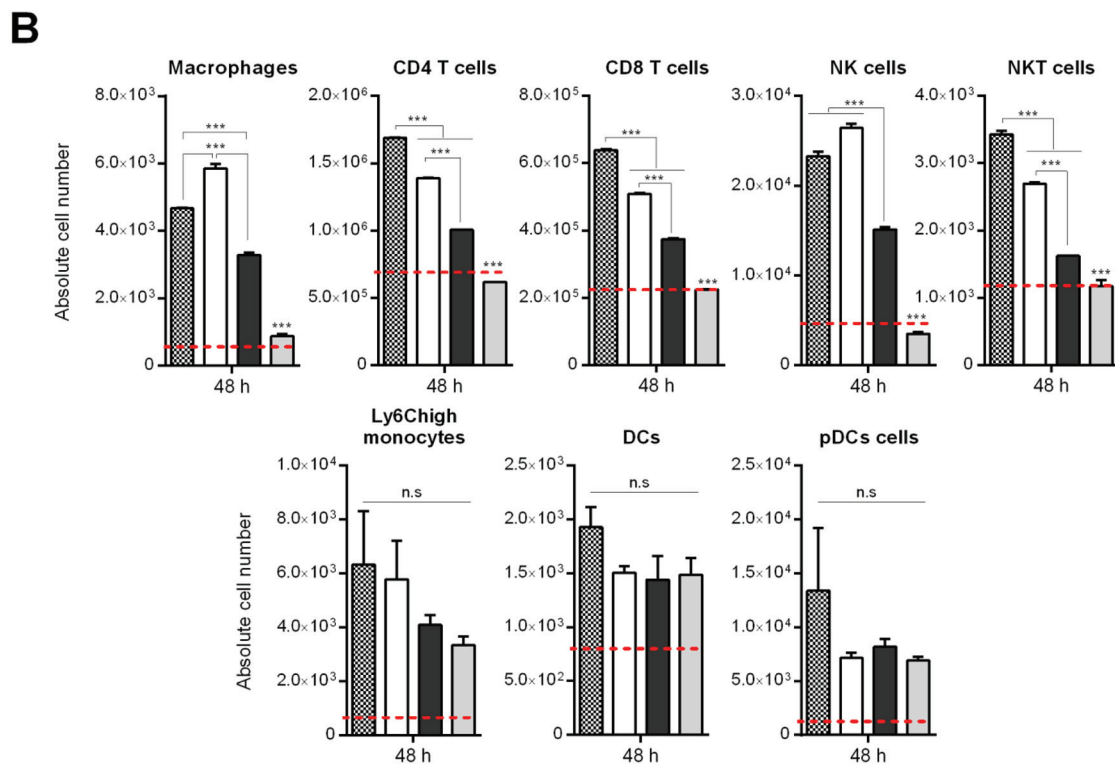 B
Macrophages
CD4 T cells
CD8 T cells
NK cells
NKT cells
Absolute cell number
8.0×10³
6.0×10³
4.0×10³
2.0×10³
0
***
***
***
48 h
2.0×10⁶
1.5×10⁶
1.0×10⁶
5.0×10⁵
0
***
***
***
48 h
8.0×10⁵
6.0×10⁵
4.0×10⁵
2.0×10⁵
0
***
***
***
48 h
3.0×10⁴
2.0×10⁴
1.0×10⁴
0
***
***
48 h
4.0×10³
3.0×10³
2.0×10³
1.0×10³
0
***
***
***
48 h
Ly6Chigh
monocytes
DCs
pDCs cells
Absolute cell number
1.0×10⁴
8.0×10³
6.0×10³
4.0×10³
2.0×10³
0
n.s
48 h
2.5×10³
2.0×10³
1.5×10³
1.0×10³
5.0×10²
0
n.s
48 h
2.5×10⁴
2.0×10⁴
1.5×10⁴
1.0×10⁴
5.0×10³
0
n.s
48 h